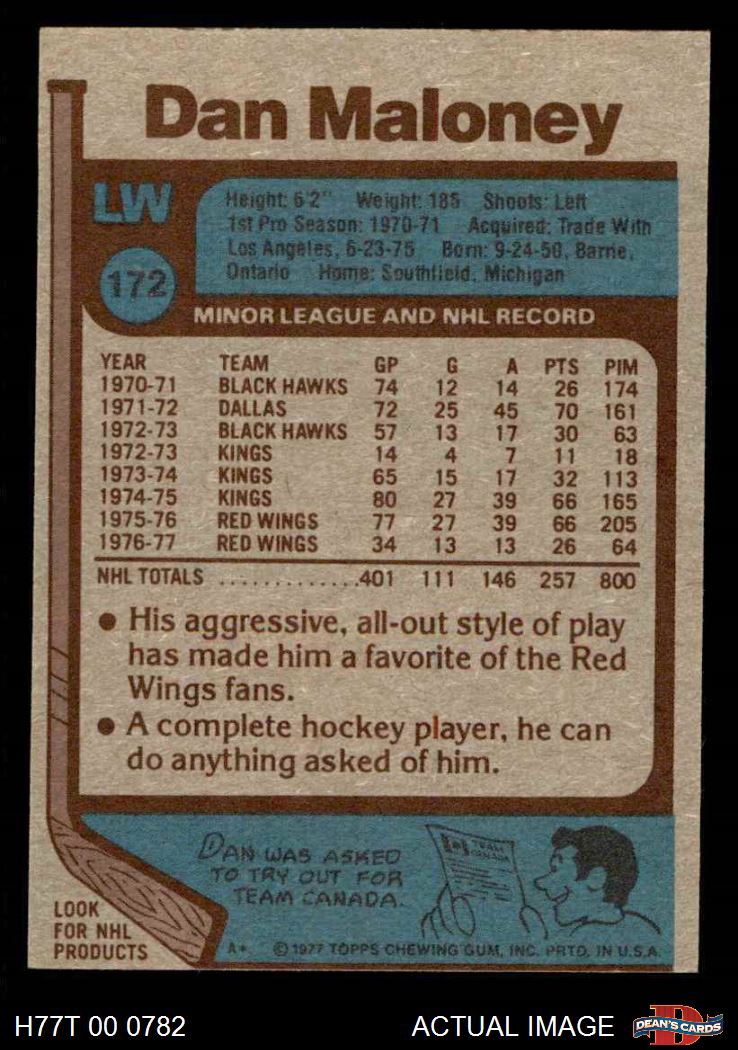 Dan Maloney
LW
172
Height: 6'2" Weight: 185 Shoots: Left
1st Pro Season: 1970-71 Acquired: Trade With
Los Angeles, 6-23-75 Born: 9-24-50, Barrie,
Ontario Home: Southfield, Michigan
MINOR LEAGUE AND NHL RECORD
YEAR TEAM GP G A PTS PIM
1970-71 BLACK HAWKS 74 12 14 26 174
1971-72 DALLAS 72 25 45 70 161
1972-73 BLACK HAWKS 57 13 17 30 63
1972-73 KINGS 14 4 7 11 18
1973-74 KINGS 65 15 17 32 113
1974-75 KINGS 80 27 39 66 165
1975-76 RED WINGS 77 27 39 66 205
1976-77 RED WINGS 34 13 13 26 64
NHL TOTALS .............401 111 146 257 800
● His aggressive, all-out style of play
has made him a favorite of the Red
Wings fans.
● A complete hockey player, he can
do anything asked of him.
DAN WAS ASKED
TO TRY OUT FOR
TEAM CANADA.
TEAM
CANADA
LOOK
FOR NHL
PRODUCTS
A* © 1977 TOPPS CHEWING GUM, INC. PRTD. IN U.S.A.
H77T 00 0782 ACTUAL IMAGE
DEAN'S CARDS